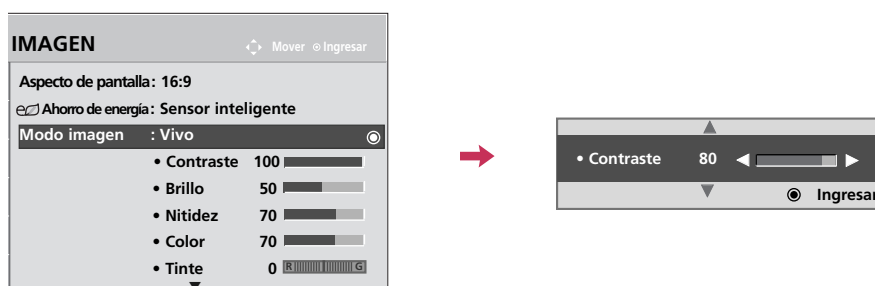 IMAGEN Mover Ingresar
Aspecto de pantalla: 16:9
Ahorro de energía: Sensor inteligente
Modo imagen : Vivo
• Contraste 100
• Brillo 50
• Nitidez 70
• Color 70
• Tinte 0 R G
• Contraste 80
Ingresar